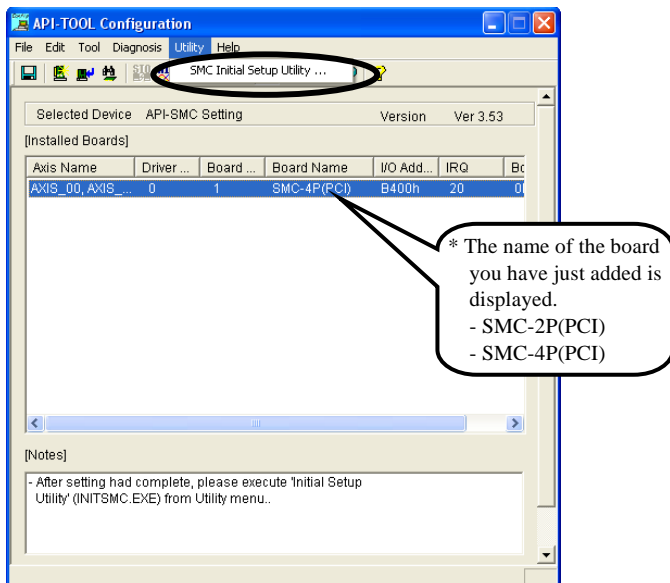 API-TOOL Configuration
File Edit Tool Diagnosis Utility Help
SMC Initial Setup Utility ...
Selected Device API-SMC Setting Version Ver 3.53
[Installed Boards]
Axis Name Driver ... Board ... Board Name I/O Add... IRQ Bo
AXIS_00, AXIS_... 0 1 SMC-4P(PCI) B400h 20
* The name of the board
you have just added is
displayed.
- SMC-2P(PCI)
- SMC-4P(PCI)
[Notes]
- After setting had complete, please execute 'Initial Setup
Utility' (INITSMC.EXE) from Utility menu..